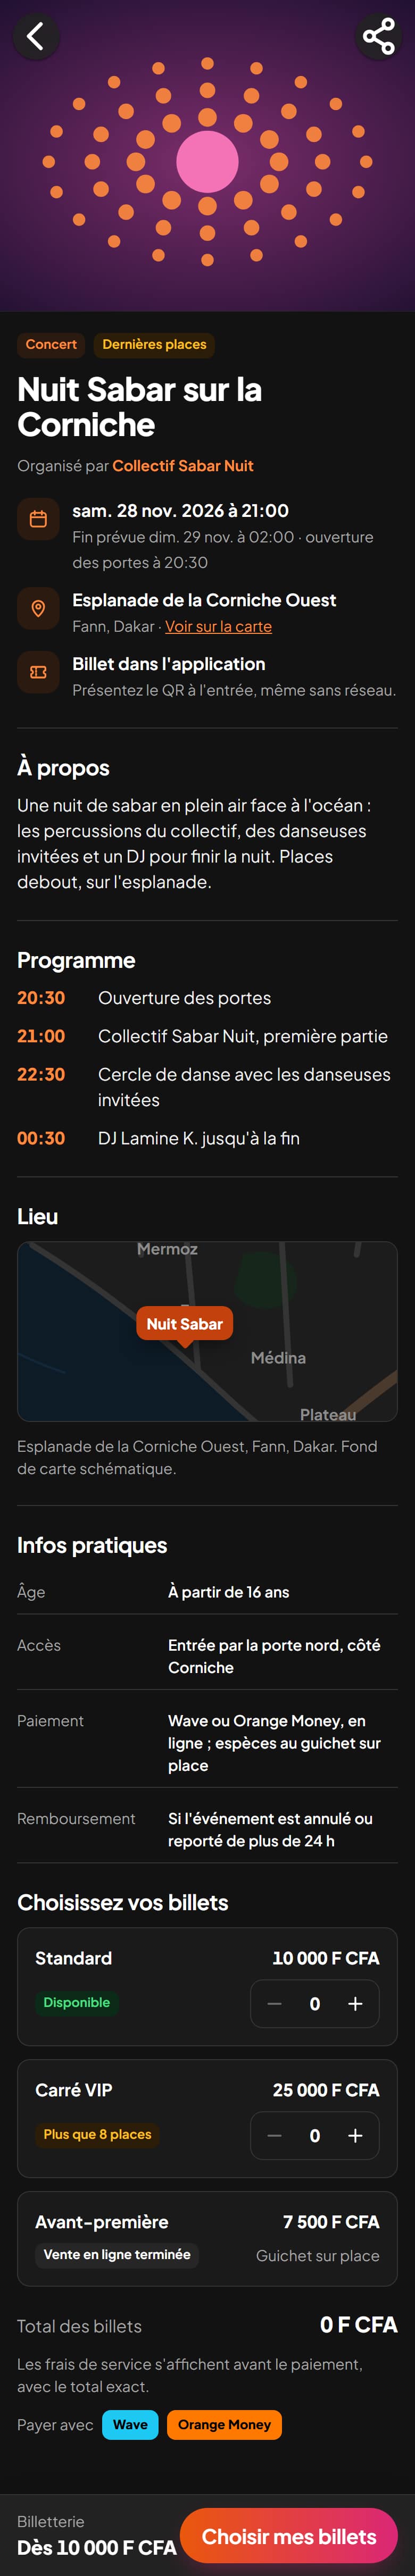 Concert
Dernières places
Nuit Sabar sur la
Corniche
Organisé par Collectif Sabar Nuit
sam. 28 nov. 2026 à 21:00
Fin prévue dim. 29 nov. à 02:00 · ouverture
des portes à 20:30
Esplanade de la Corniche Ouest
Fann, Dakar · Voir sur la carte
Billet dans l'application
Présentez le QR à l'entrée, même sans réseau.
À propos
Une nuit de sabar en plein air face à l'océan :
les percussions du collectif, des danseuses
invitées et un DJ pour finir la nuit. Places
debout, sur l'esplanade.
Programme
20:30 Ouverture des portes
21:00 Collectif Sabar Nuit, première partie
22:30 Cercle de danse avec les danseuses
invitées
00:30 DJ Lamine K. jusqu'à la fin
Lieu
Mermoz
Nuit Sabar
Médina
Plateau
Esplanade de la Corniche Ouest, Fann, Dakar. Fond
de carte schématique.
Infos pratiques
Âge À partir de 16 ans
Accès Entrée par la porte nord, côté
Corniche
Paiement Wave ou Orange Money, en
ligne ; espèces au guichet sur
place
Remboursement Si l'événement est annulé ou
reporté de plus de 24 h
Choisissez vos billets
Standard 10 000 F CFA
Disponible 0
Carré VIP 25 000 F CFA
Plus que 8 places 0
Avant-première 7 500 F CFA
Vente en ligne terminée Guichet sur place
Total des billets 0 F CFA
Les frais de service s'affichent avant le paiement,
avec le total exact.
Payer avec Wave Orange Money
Billetterie
Dès 10 000 F CFA
Choisir mes billets